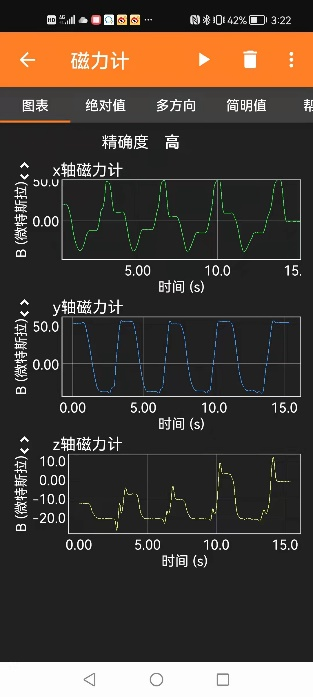 42% 3:22
磁力计
图表 绝对值 多方向 简明值
精确度 高
x轴磁力计
B (微特斯拉)
50.0
0.00
5.00 10.0 15.
时间 (s)
y轴磁力计
B (微特斯拉)
50.0
0.00
0.00 5.00 10.0 15.0
时间 (s)
z轴磁力计
B (微特斯拉)
10.0
0.00
-10.0
-20.0
0.00 5.00 10.0 15.0
时间 (s)